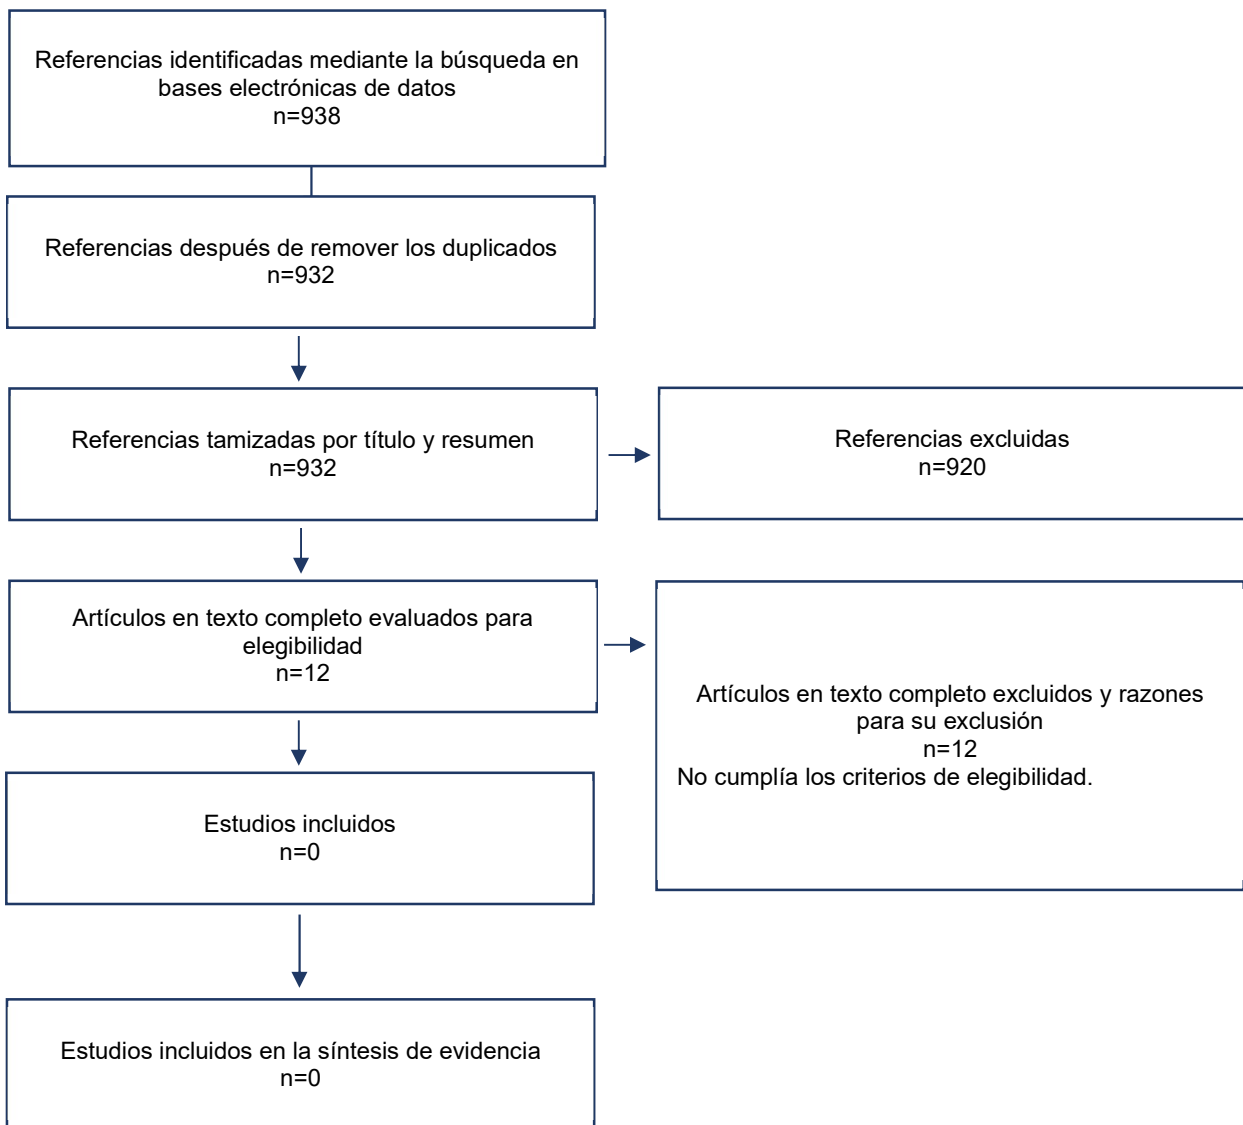 Referencias identificadas mediante la búsqueda en
bases electrónicas de datos
n=938
Referencias después de remover los duplicados
n=932
Referencias tamizadas por título y resumen
n=932
Referencias excluidas
n=920
Artículos en texto completo evaluados para
elegibilidad
n=12
Artículos en texto completo excluidos y razones
para su exclusión
n=12
No cumplía los criterios de elegibilidad.
Estudios incluidos
n=0
Estudios incluidos en la síntesis de evidencia
n=0